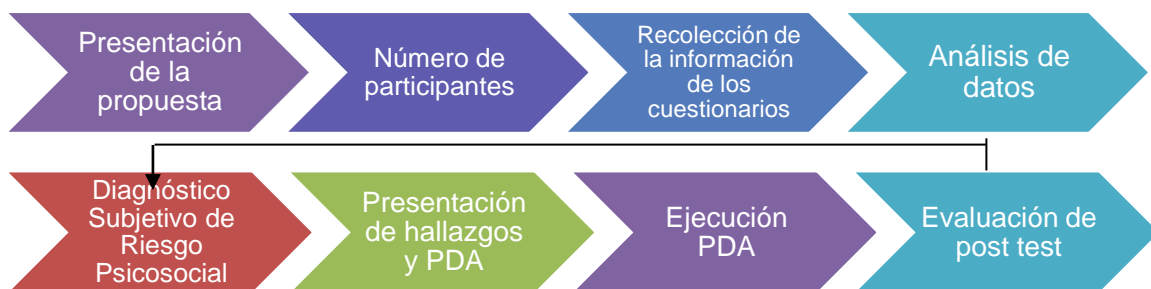 Presentación
de la
propuesta
Número de
participantes
Recolección de
la información
de los
cuestionarios
Análisis de
datos
Diagnóstico
Subjetivo de
Riesgo
Psicosocial
Presentación
de hallazgos
y PDA
Ejecución
PDA
Evaluación de
post test